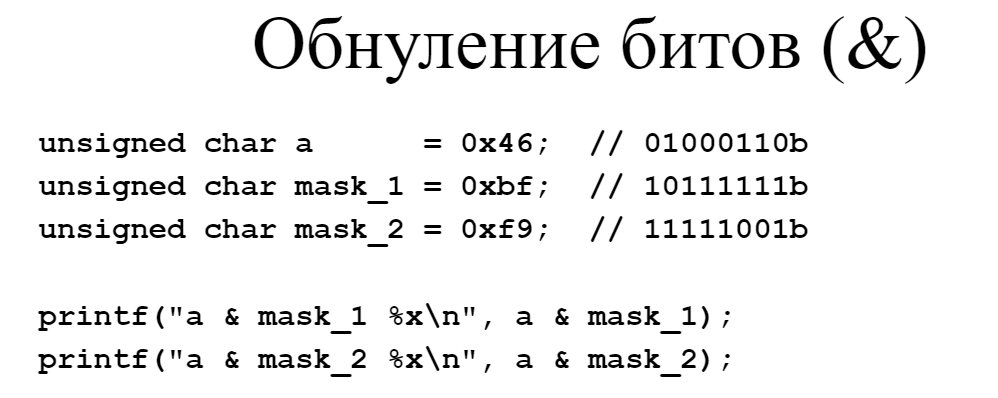 Обнуление битов (&)
unsigned char a      = 0x46;  // 01000110b
unsigned char mask_1 = 0xbf;  // 10111111b
unsigned char mask_2 = 0xf9;  // 11111001b
printf("a & mask_1 %x\n", a & mask_1);
printf("a & mask_2 %x\n", a & mask_2);